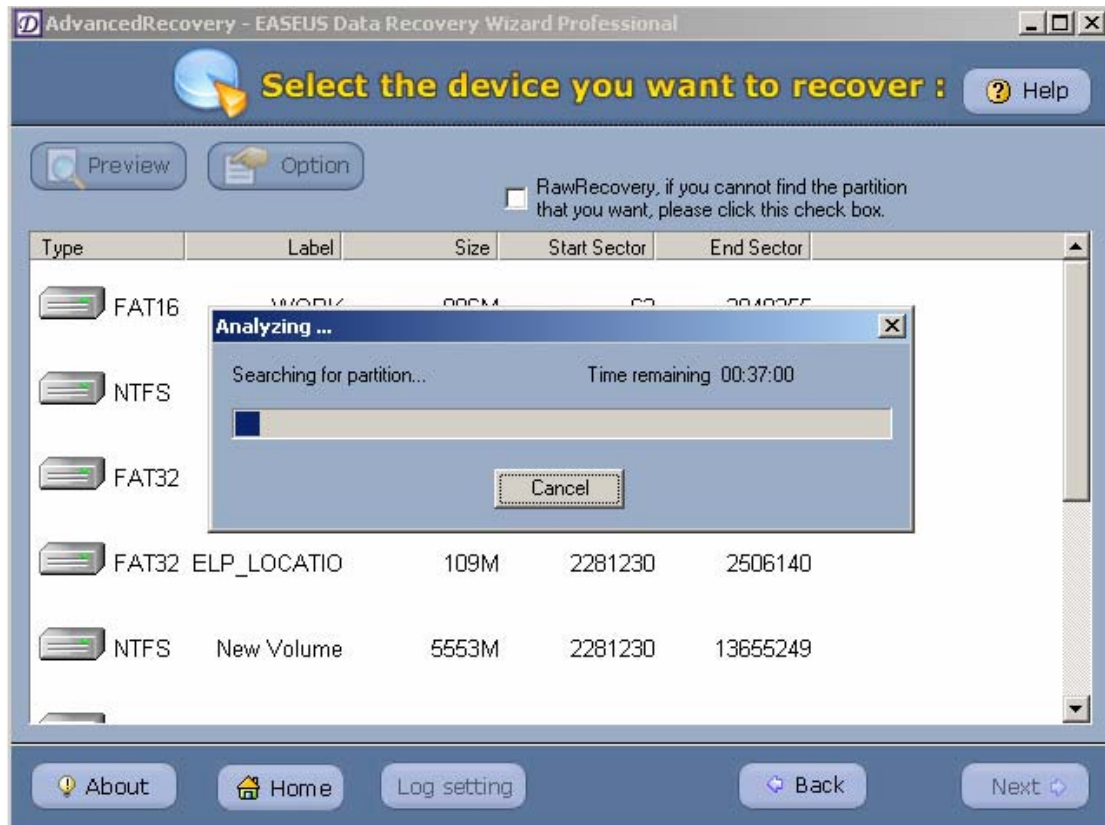 AdvancedRecovery - EASEUS Data Recovery Wizard Professional
Select the device you want to recover :
Help
Preview
Option
RawRecovery, if you cannot find the partition
that you want, please click this check box.
Type Label Size Start Sector End Sector
FAT16
Analyzing ...
Searching for partition... Time remaining 00:37:00
NTFS
Cancel
FAT32
FAT32 ELP_LOCATIO 109M 2281230 2506140
NTFS New Volume 5553M 2281230 13655249
About
Home
Log setting
Back
Next